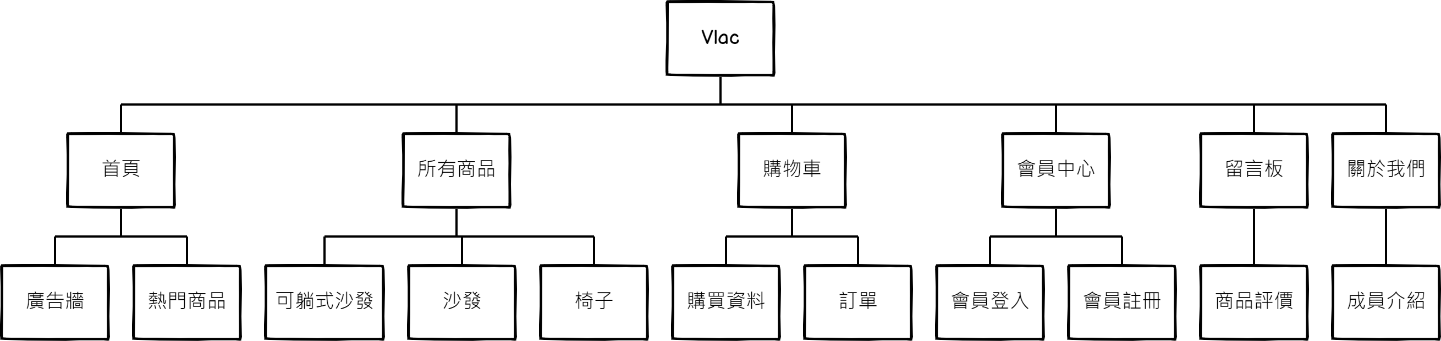 Vlac
首頁
所有商品
購物車
會員中心
留言板
關於我們
廣告牆
熱門商品
可躺式沙發
沙發
椅子
購買資料
訂單
會員登入
會員註冊
商品評價
成員介紹